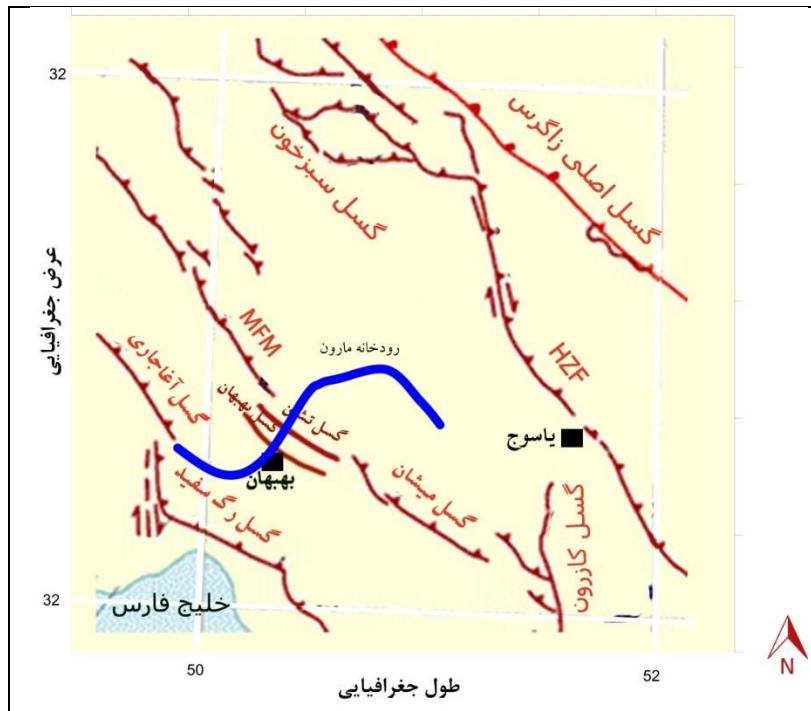 32
گسل سبزخون
گسل اصلی زاگرس
عرض جغرافیایی
MFM
رودخانه مارون
HZF
گسل آغاجاری
گسل بهبهان
گسل تشان
یاسوج
بهبهان
گسل میشان
گسل رگ سفید
گسل کازرون
32
خلیج فارس
50
52
طول جغرافیایی
N